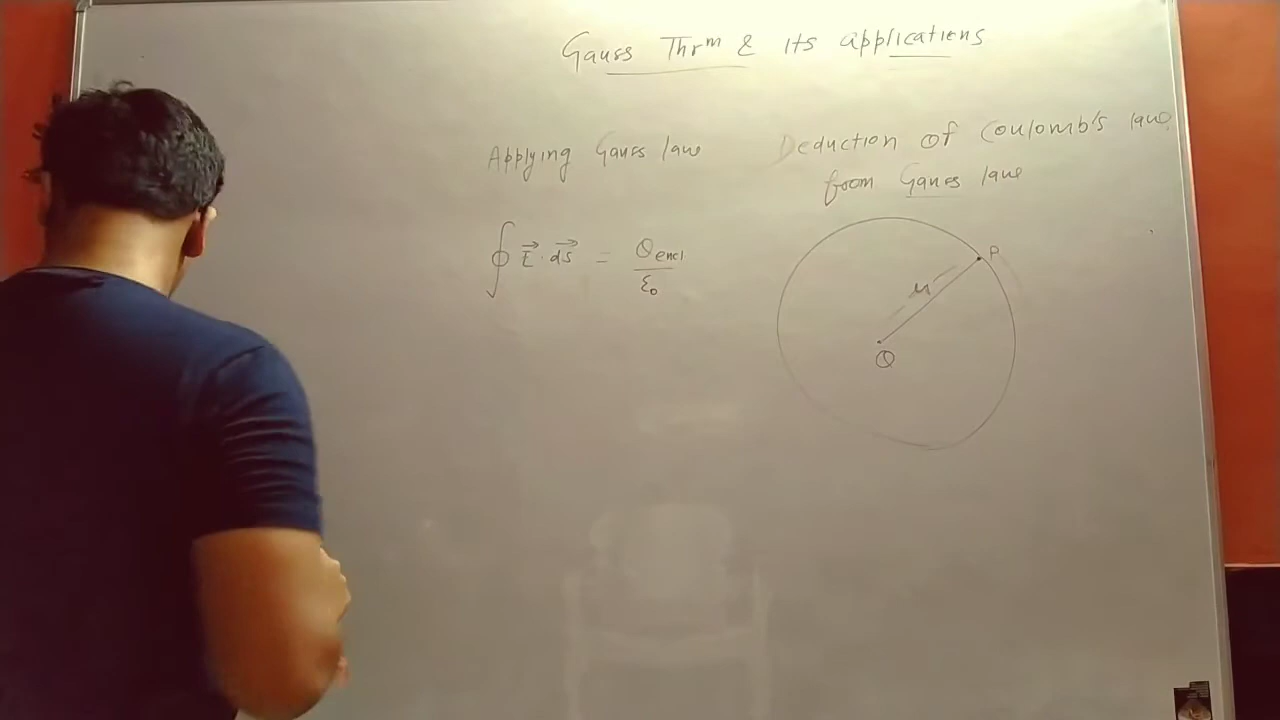 Gauss Thrm & its applications
Applying Gauss law
Deduction of Coulomb's law,
from Gauss law
∮ E⃗ · ds⃗ = Qencl / ε₀
P
r
Q